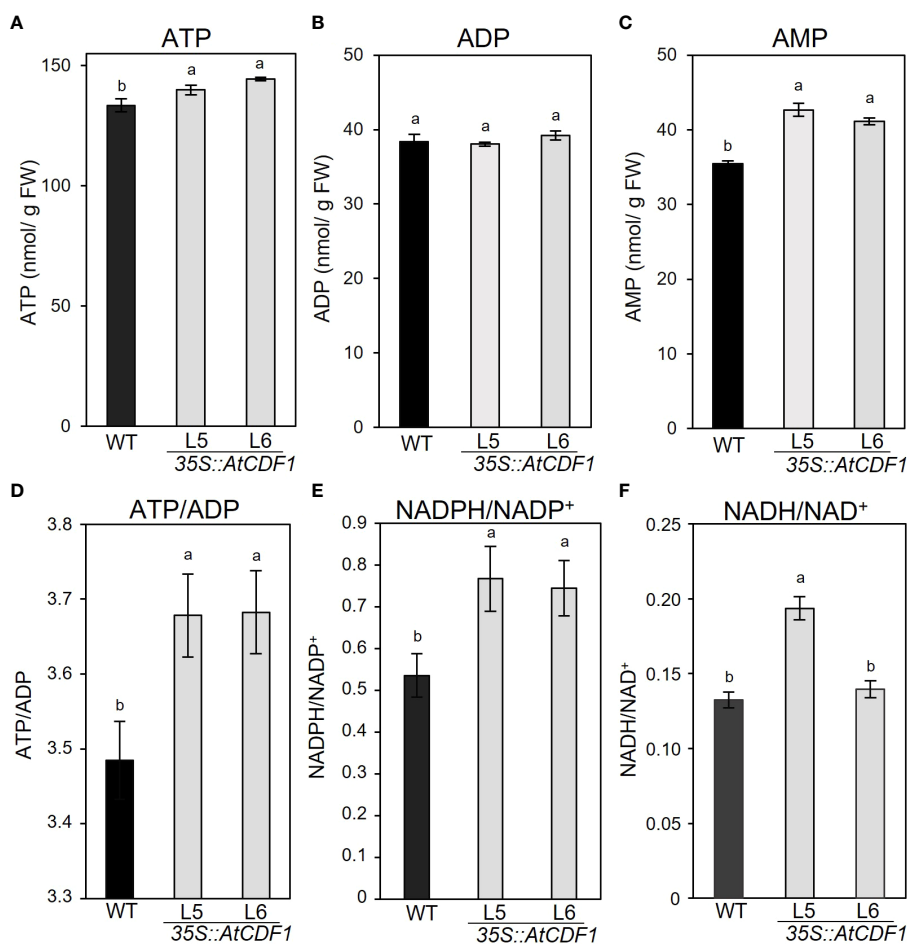 A
ATP
ATP (nmol/ g FW)
150
100
50
0
b
a
a
WT
L5
L6
35S::AtCDF1
B
ADP
ADP (nmol/ g FW)
50
40
30
20
10
0
a
a
a
WT
L5
L6
35S::AtCDF1
C
AMP
AMP (nmol/ g FW)
50
40
30
20
10
0
b
a
a
WT
L5
L6
35S::AtCDF1
D
ATP/ADP
ATP/ADP
3.8
3.7
3.6
3.5
3.4
3.3
b
a
a
WT
L5
L6
35S::AtCDF1
E
NADPH/NADP⁺
NADPH/NADP⁺
0.9
0.8
0.7
0.6
0.5
0.4
0.3
0.2
0.1
0
b
a
a
WT
L5
L6
35S::AtCDF1
F
NADH/NAD⁺
NADH/NAD⁺
0.25
0.20
0.15
0.10
0.05
0
b
a
b
WT
L5
L6
35S::AtCDF1